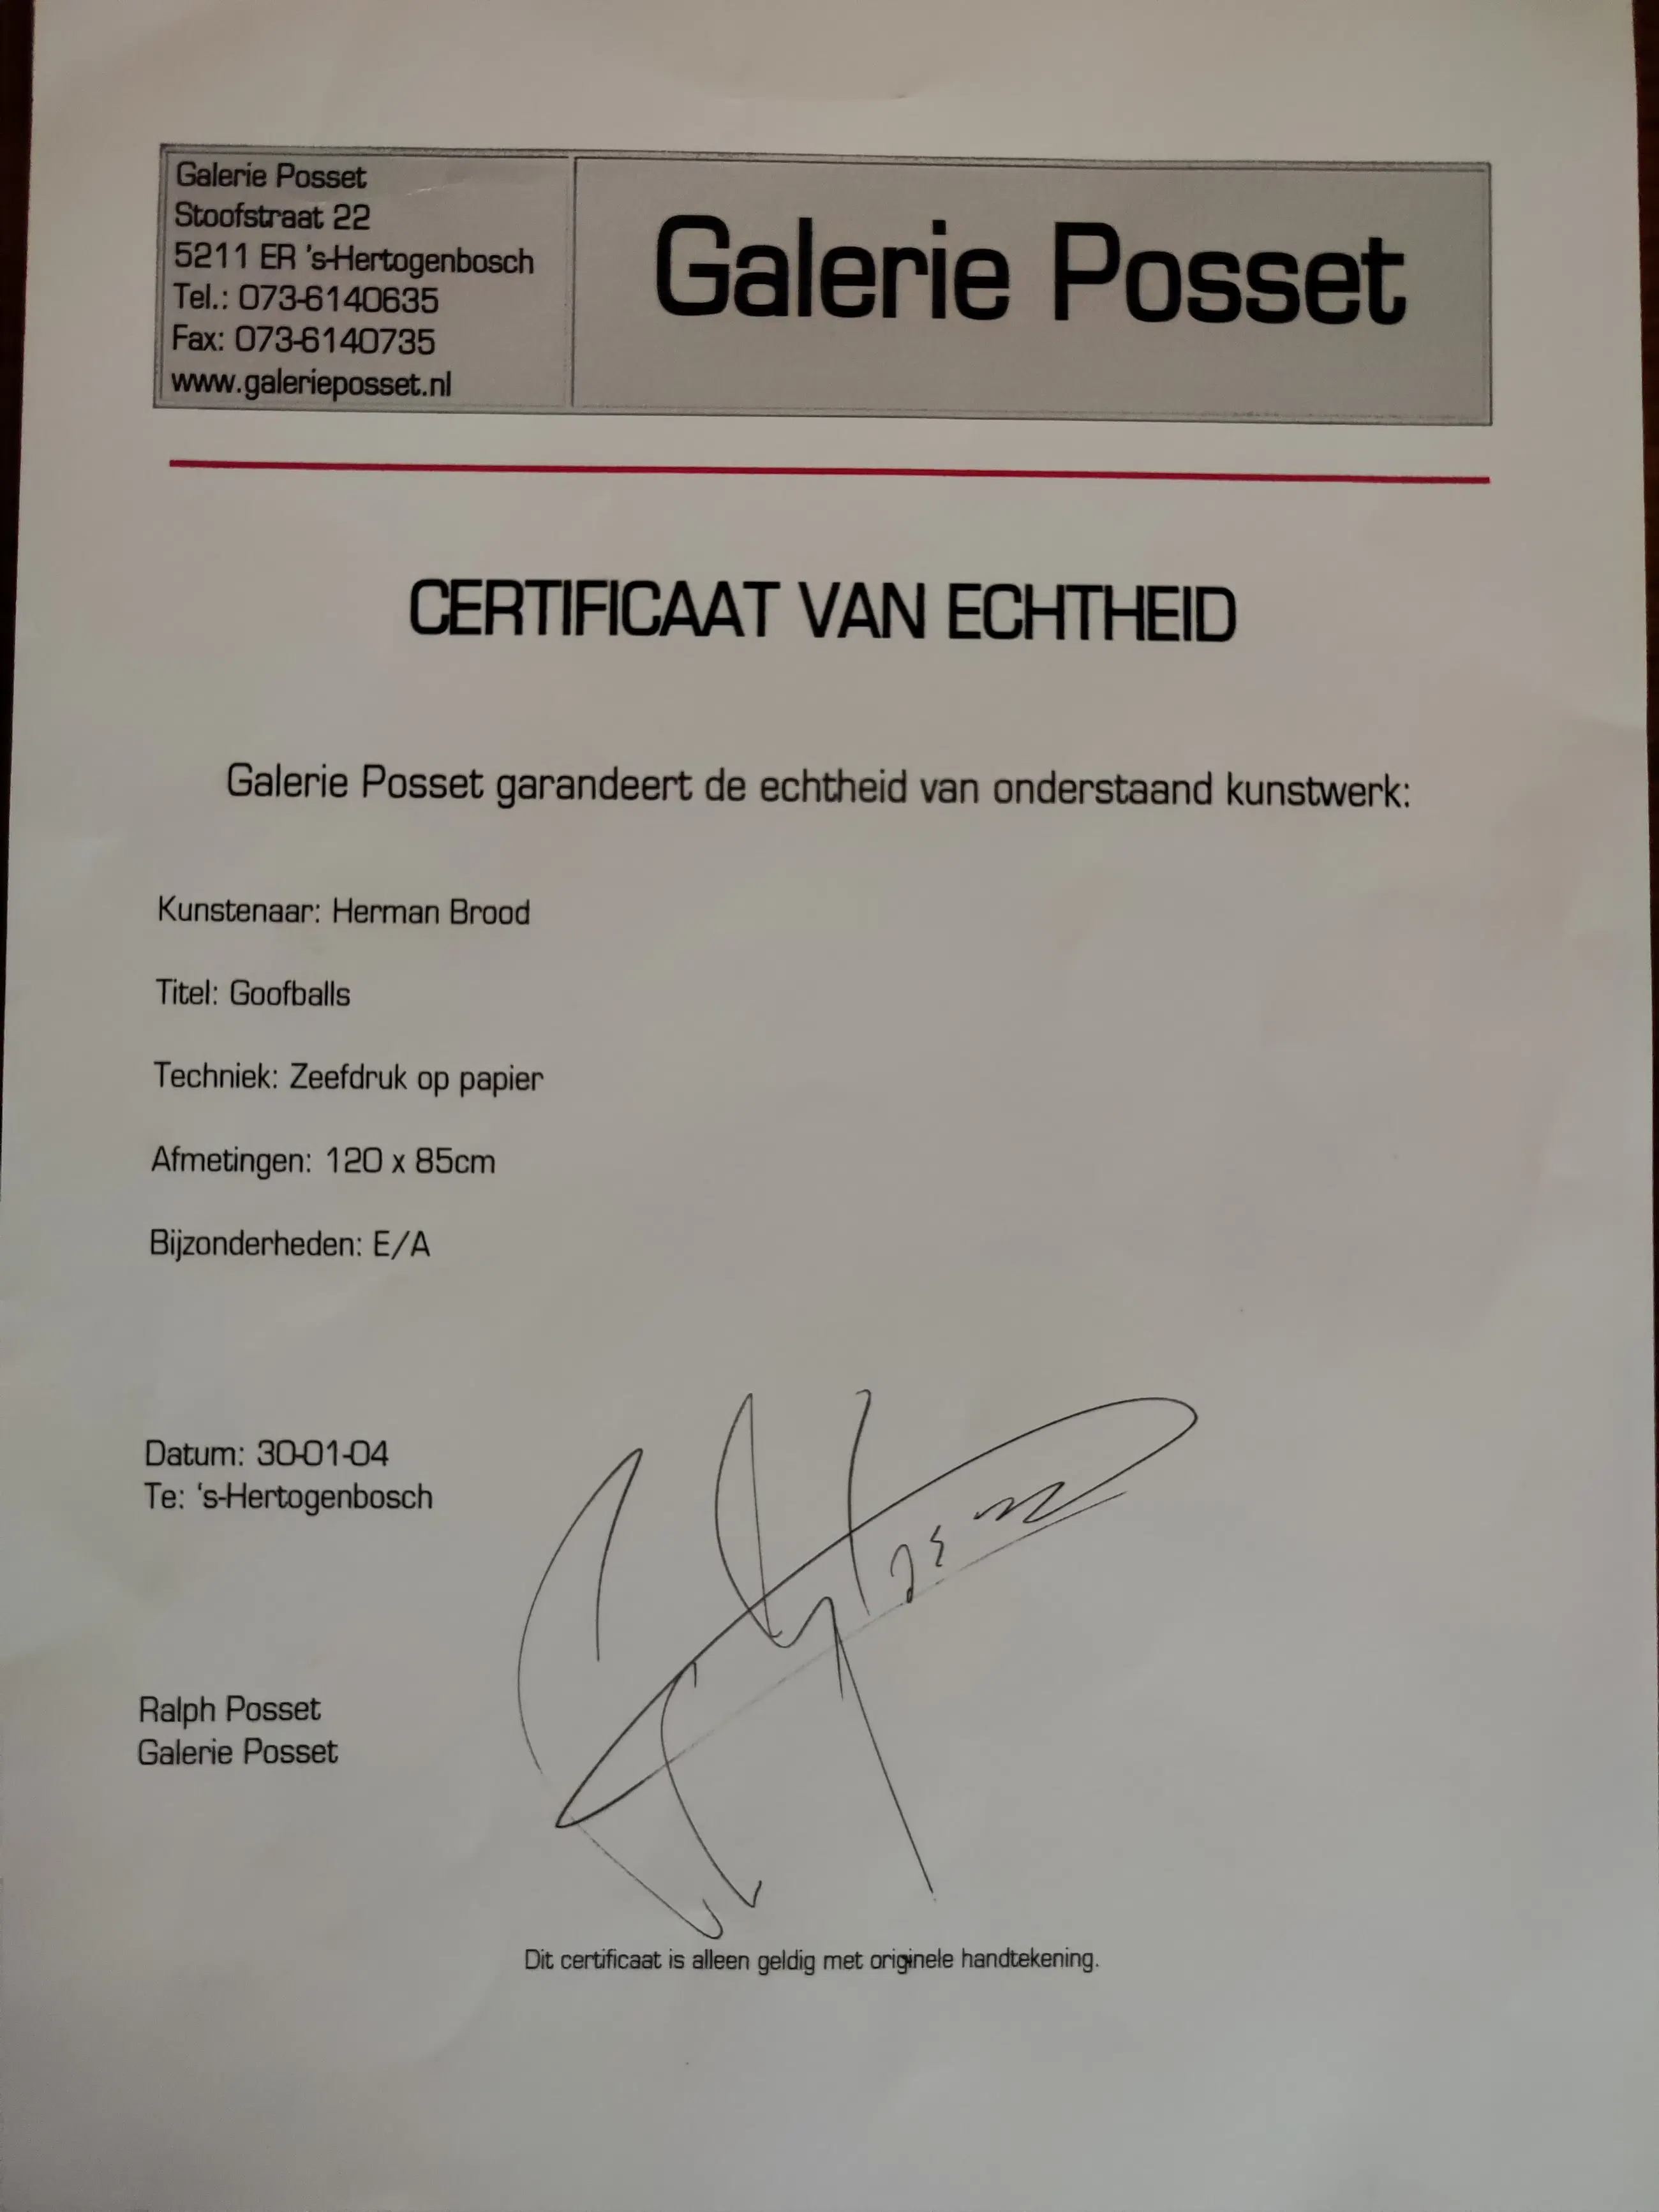 Galerie Posset
Stoofstraat 22
5211 ER 's-Hertogenbosch
Tel.: 073-6140635
Fax: 073-6140735
www.galerieposset.nl
Galerie Posset
CERTIFICAAT VAN ECHTHEID
Galerie Posset garandeert de echtheid van onderstaand kunstwerk:
Kunstenaar: Herman Brood
Titel: Goofballs
Techniek: Zeefdruk op papier
Afmetingen: 120 x 85cm
Bijzonderheden: E/A
Datum: 30-01-04
Te: 's-Hertogenbosch
Ralph Posset
Galerie Posset
Dit certificaat is alleen geldig met originele handtekening.